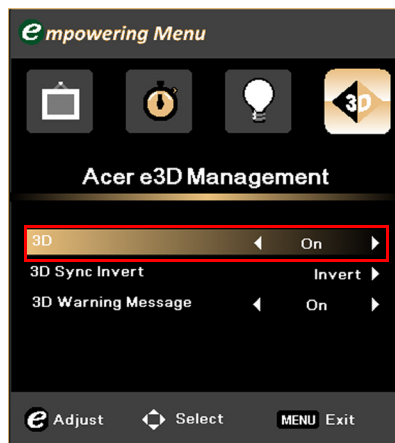 empowering Menu
3D
Acer e3D Management
3D On
3D Sync Invert Invert
3D Warning Message On
e Adjust Select MENU Exit